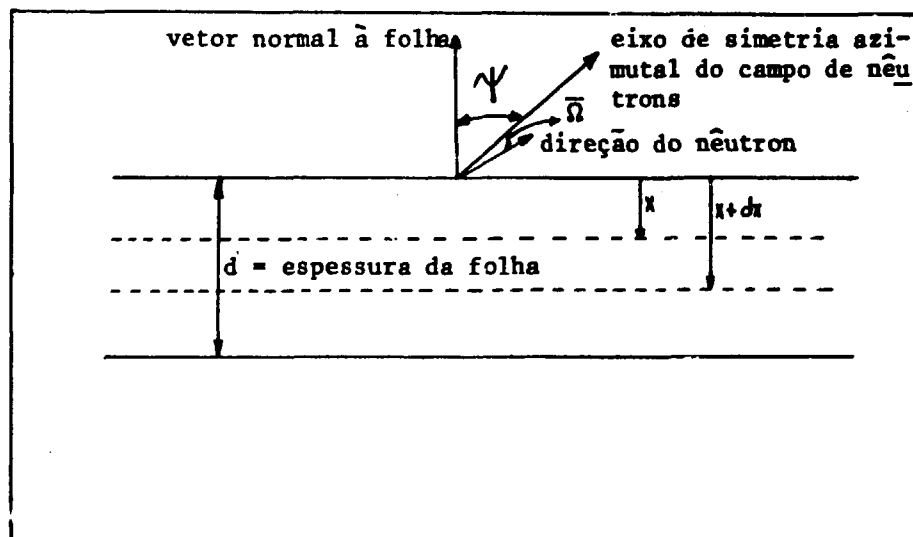 vetor normal à folha
eixo de simetria azi-
mutal do campo de nêu
trons
Ψ
Ω̄
direção do nêutron
x
x+dx
d = espessura da folha